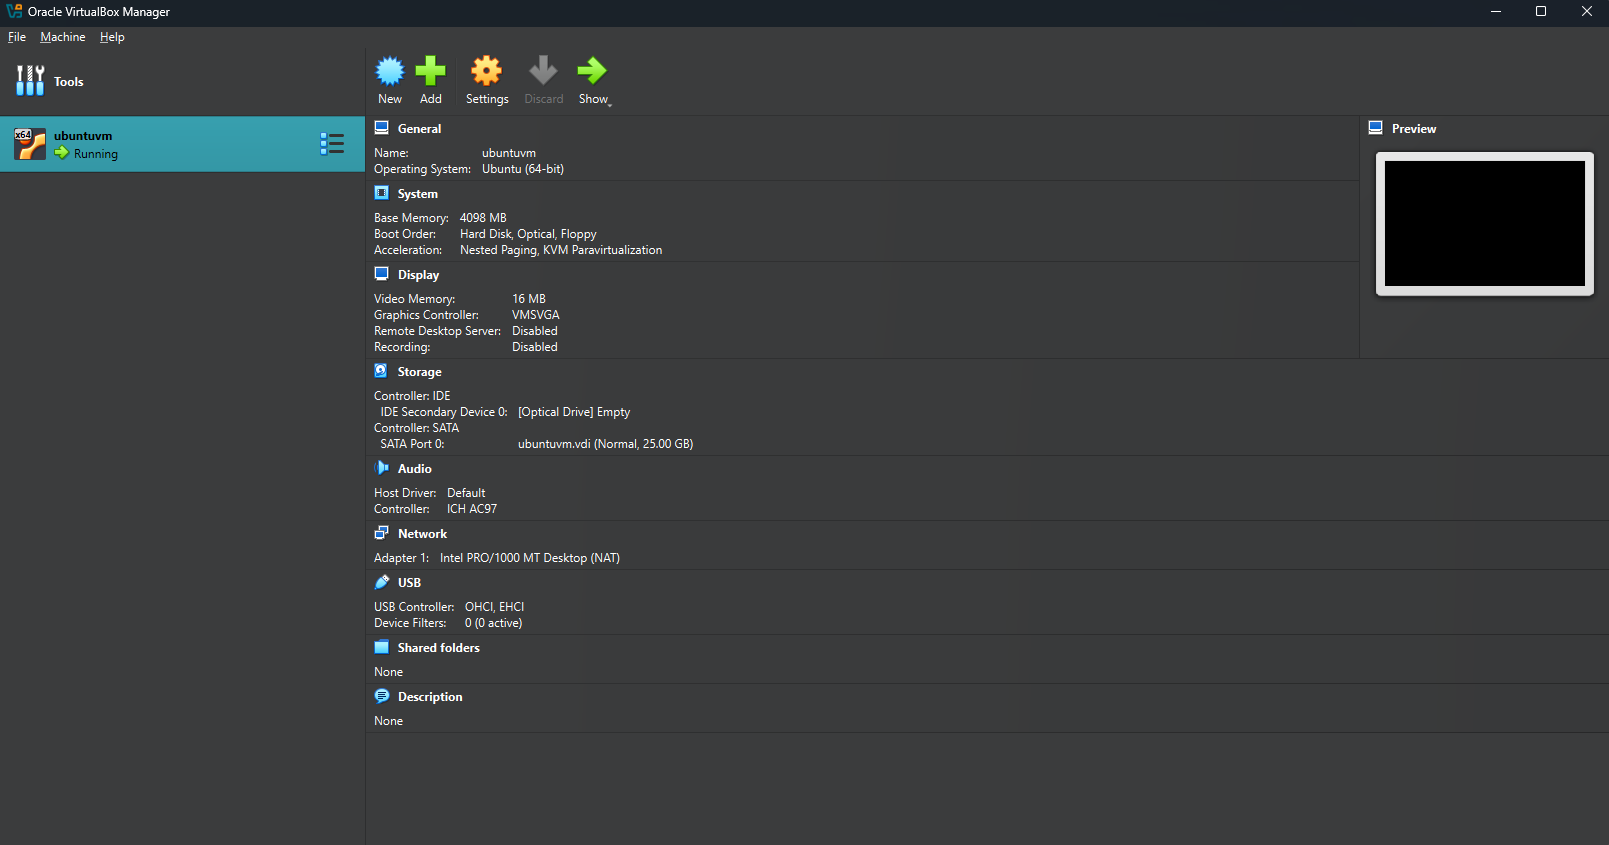 Oracle VirtualBox Manager
File Machine Help
Tools
New Add Settings Discard Show
x64
ubuntuvm
Running
General
Name: ubuntuvm
Operating System: Ubuntu (64-bit)
Preview
System
Base Memory: 4098 MB
Boot Order: Hard Disk, Optical, Floppy
Acceleration: Nested Paging, KVM Paravirtualization
Display
Video Memory: 16 MB
Graphics Controller: VMSVGA
Remote Desktop Server: Disabled
Recording: Disabled
Storage
Controller: IDE
IDE Secondary Device 0: [Optical Drive] Empty
Controller: SATA
SATA Port 0: ubuntuvm.vdi (Normal, 25.00 GB)
Audio
Host Driver: Default
Controller: ICH AC97
Network
Adapter 1: Intel PRO/1000 MT Desktop (NAT)
USB
USB Controller: OHCI, EHCI
Device Filters: 0 (0 active)
Shared folders
None
Description
None